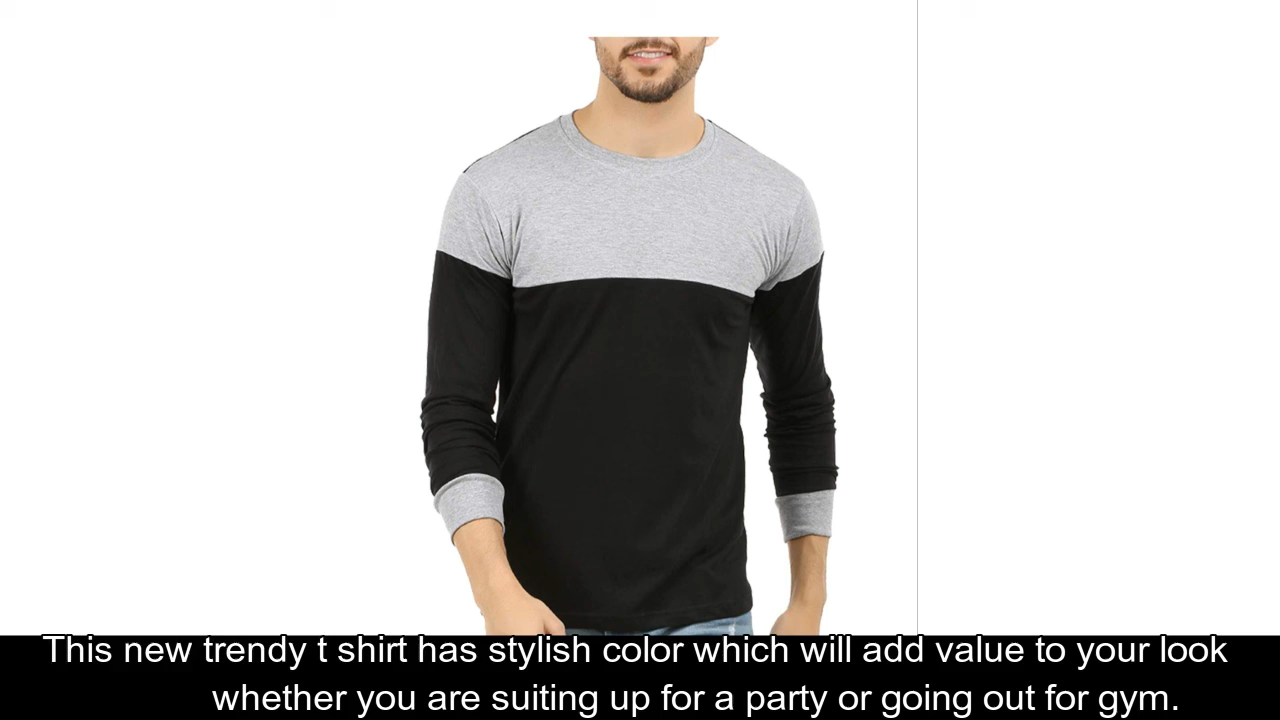 This new trendy t shirt has stylish color which will add value to your look
whether you are suiting up for a party or going out for gym.